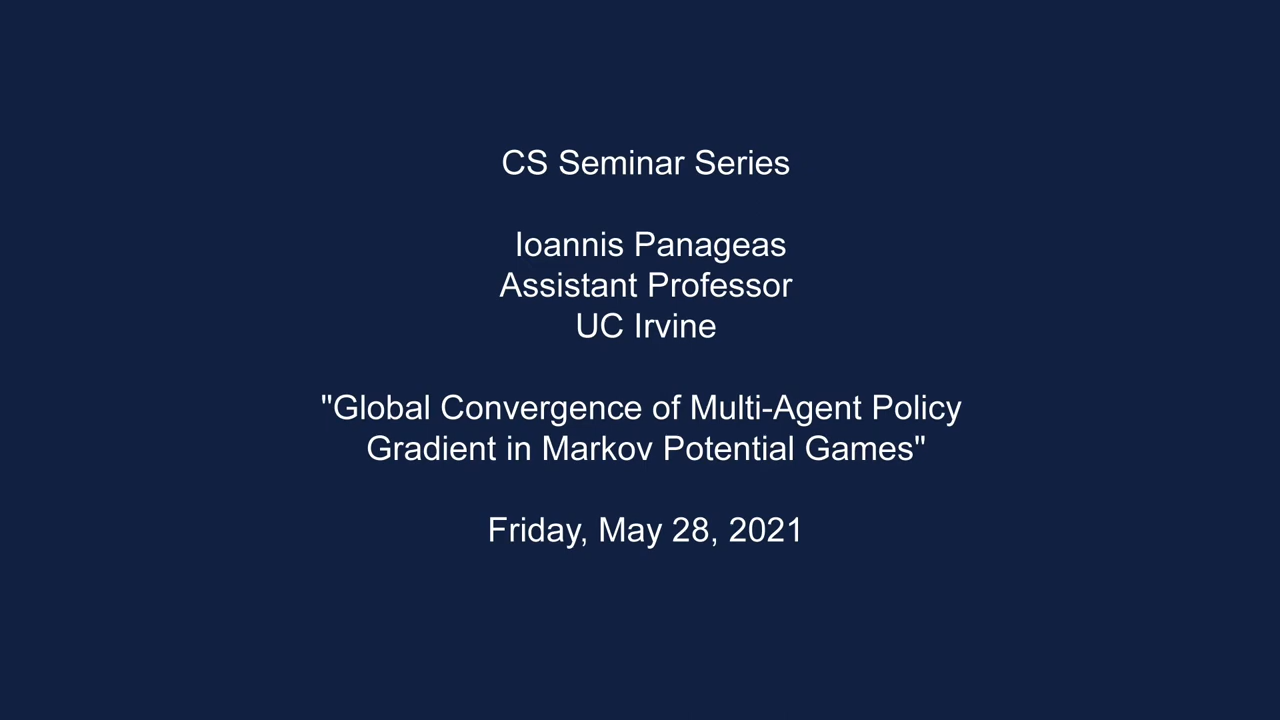 CS Seminar Series
Ioannis Panageas
Assistant Professor
UC Irvine
"Global Convergence of Multi-Agent Policy
Gradient in Markov Potential Games"
Friday, May 28, 2021